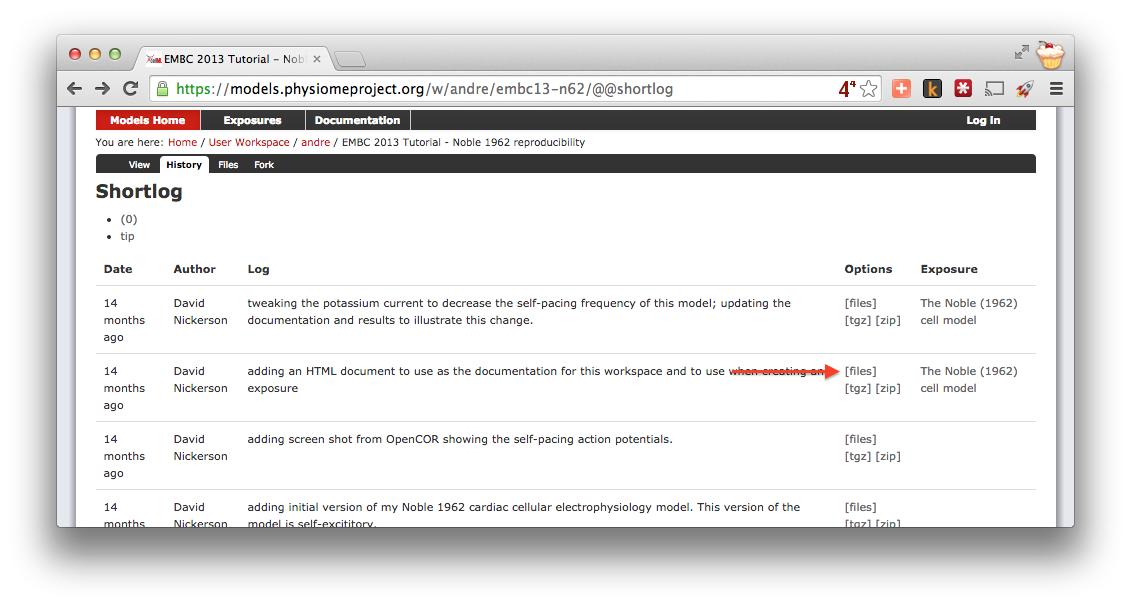 EMBC 2013 Tutorial – Nob
https://models.physiomeproject.org/w/andre/embc13-n62/@@shortlog
4⁴
k
Models Home Exposures Documentation Log In
You are here: Home / User Workspace / andre / EMBC 2013 Tutorial - Noble 1962 reproducibility
View History Files Fork
Shortlog
(0)
tip
Date Author Log Options Exposure
14 months ago
David Nickerson
tweaking the potassium current to decrease the self-pacing frequency of this model; updating the
documentation and results to illustrate this change.
[files]
[tgz] [zip]
The Noble (1962)
cell model
14 months ago
David Nickerson
adding an HTML document to use as the documentation for this workspace and to use when creating an
exposure
[files]
[tgz] [zip]
The Noble (1962)
cell model
14 months ago
David Nickerson
adding screen shot from OpenCOR showing the self-pacing action potentials.
[files]
[tgz] [zip]
14 months
David Nickerson
adding initial version of my Noble 1962 cardiac cellular electrophysiology model. This version of the
model is self-excititory.
[files]
[tgz] [zip]